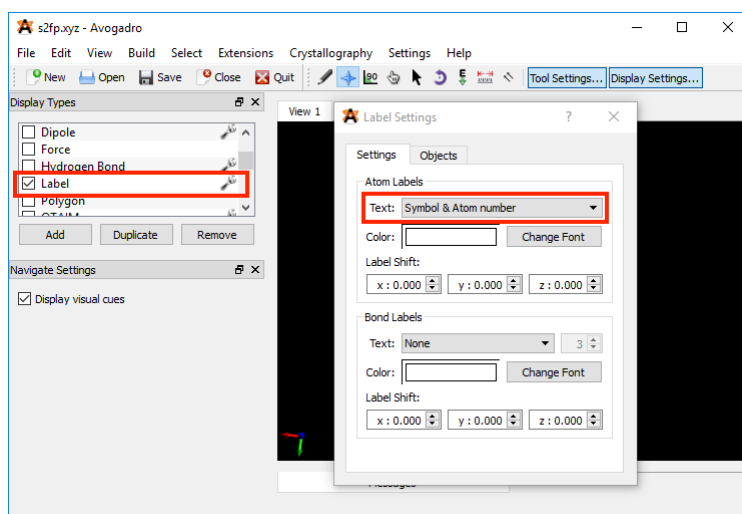 s2fp.xyz - Avogadro
File Edit View Build Select Extensions Crystallography Settings Help
New Open Save Close Quit Tool Settings... Display Settings...
Display Types
Dipole
Force
Hydrogen Bond
Label
Polygon
QTAIM
Add Duplicate Remove
Navigate Settings
Display visual cues
View 1
Label Settings ?
Settings Objects
Atom Labels
Text: Symbol & Atom number
Color: Change Font
Label Shift:
x : 0.000 y : 0.000 z : 0.000
Bond Labels
Text: None 3
Color: Change Font
Label Shift:
x : 0.000 y : 0.000 z : 0.000
Messages